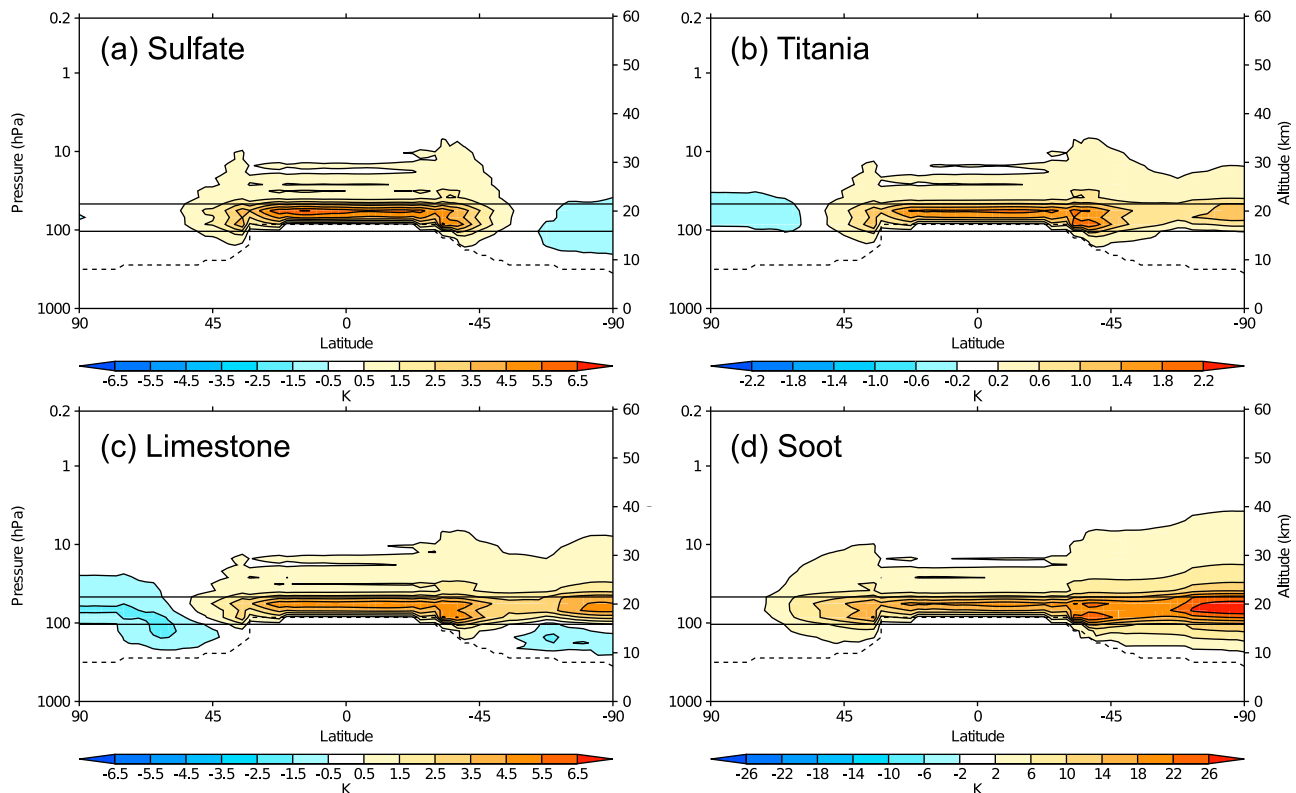 (a) Sulfate
0.2
1
10
100
1000
Pressure (hPa)
60
50
40
30
20
10
0
90 45 0 -45 -90
Latitude
-6.5 -5.5 -4.5 -3.5 -2.5 -1.5 -0.5 0.5 1.5 2.5 3.5 4.5 5.5 6.5
K
(b) Titania
0.2
1
10
100
1000
60
50
40
30
20
10
0
Altitude (km)
90 45 0 -45 -90
Latitude
-2.2 -1.8 -1.4 -1.0 -0.6 -0.2 0.2 0.6 1.0 1.4 1.8 2.2
K
(c) Limestone
0.2
1
10
100
1000
Pressure (hPa)
60
50
40
30
20
10
0
90 45 0 -45 -90
Latitude
-6.5 -5.5 -4.5 -3.5 -2.5 -1.5 -0.5 0.5 1.5 2.5 3.5 4.5 5.5 6.5
K
(d) Soot
0.2
1
10
100
1000
60
50
40
30
20
10
0
Altitude (km)
90 45 0 -45 -90
Latitude
-26 -22 -18 -14 -10 -6 -2 2 6 10 14 18 22 26
K